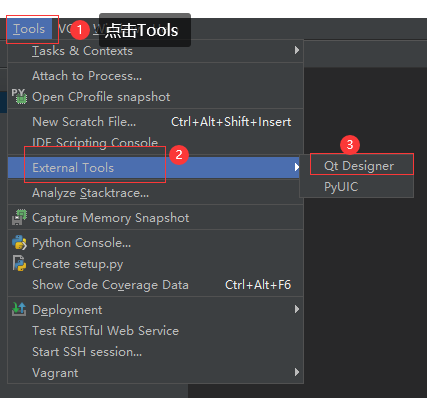 Tools VC
1 点击Tools
Tasks & Contexts
Attach to Process...
Open CProfile snapshot
New Scratch File... Ctrl+Alt+Shift+Insert
IDE Scripting Console
External Tools
2
3
Qt Designer
PyUIC
Analyze Stacktrace...
Capture Memory Snapshot
Python Console...
Create setup.py
Show Code Coverage Data Ctrl+Alt+F6
Deployment
Test RESTful Web Service
Start SSH session...
Vagrant